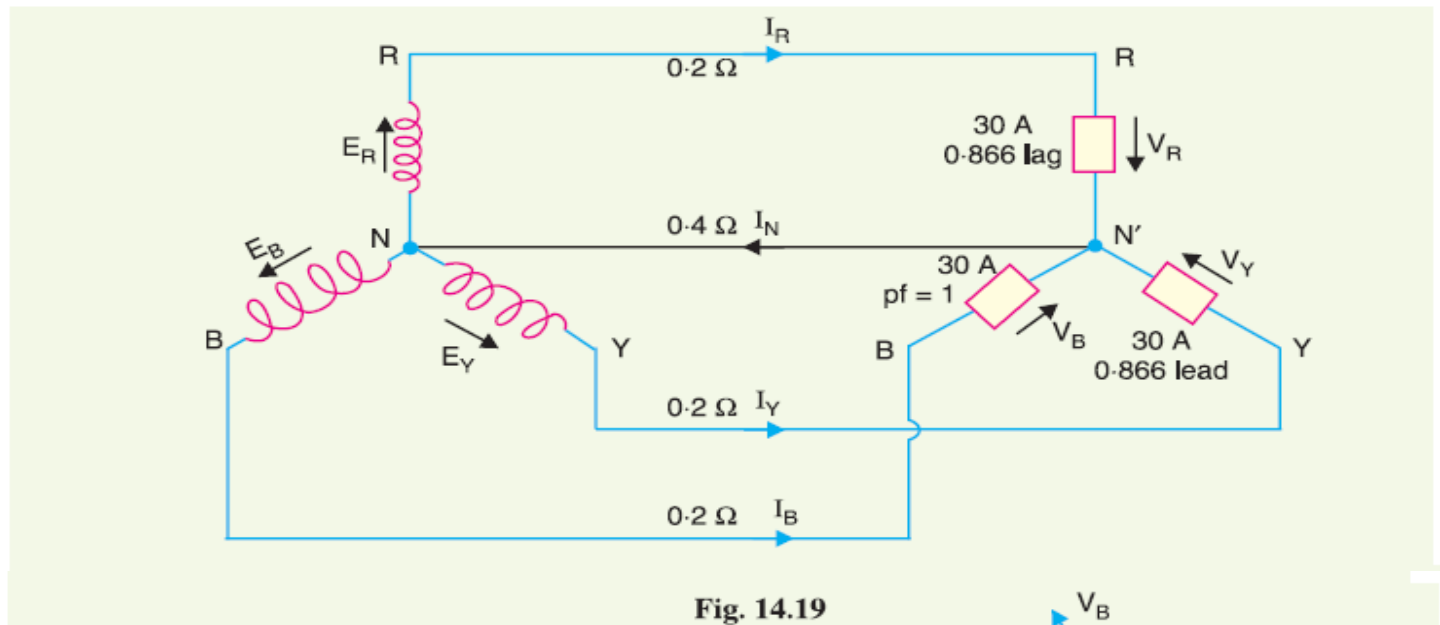 I_R
R
0·2 Ω
R
E_R
30 A
0·866 lag
V_R
E_B
N
0·4 Ω I_N
N′
30 A
pf = 1
V_Y
B
E_Y
Y
B
V_B
30 A
0·866 lead
Y
0·2 Ω I_Y
0·2 Ω I_B
Fig. 14.19
V_B